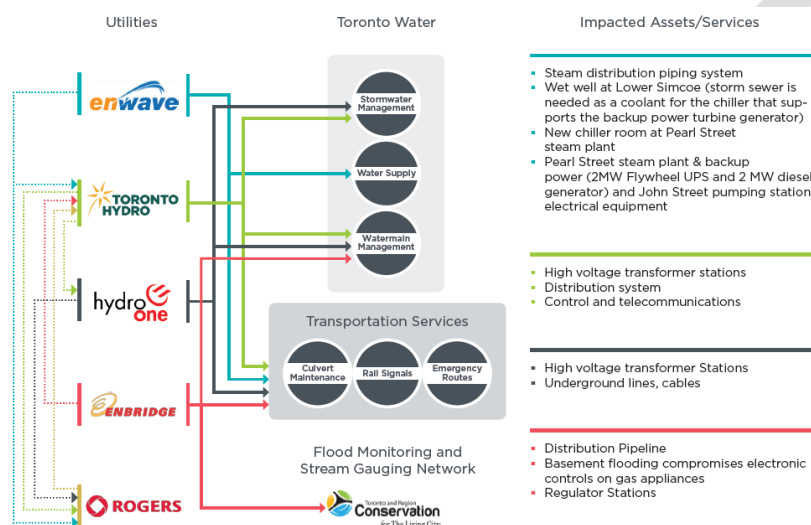 Utilities
Toronto Water
Impacted Assets/Services
enwave
TORONTO
HYDRO
hydro
one
ENBRIDGE
ROGERS
Stormwater
Management
Water Supply
Watermain
Management
Transportation Services
Culvert
Maintenance
Rail Signals
Emergency
Routes
Flood Monitoring and
Stream Gauging Network
Toronto and Region
Conservation
for The Living City
▪ Steam distribution piping system
▪ Wet well at Lower Simcoe (storm sewer is
needed as a coolant for the chiller that sup-
ports the backup power turbine generator)
▪ New chiller room at Pearl Street
steam plant
▪ Pearl Street steam plant & backup
power (2MW Flywheel UPS and 2 MW diesel
generator) and John Street pumping station
electrical equipment
▪ High voltage transformer stations
▪ Distribution system
▪ Control and telecommunications
▪ High voltage transformer Stations
▪ Underground lines, cables
▪ Distribution Pipeline
▪ Basement flooding compromises electronic
controls on gas appliances
▪ Regulator Stations